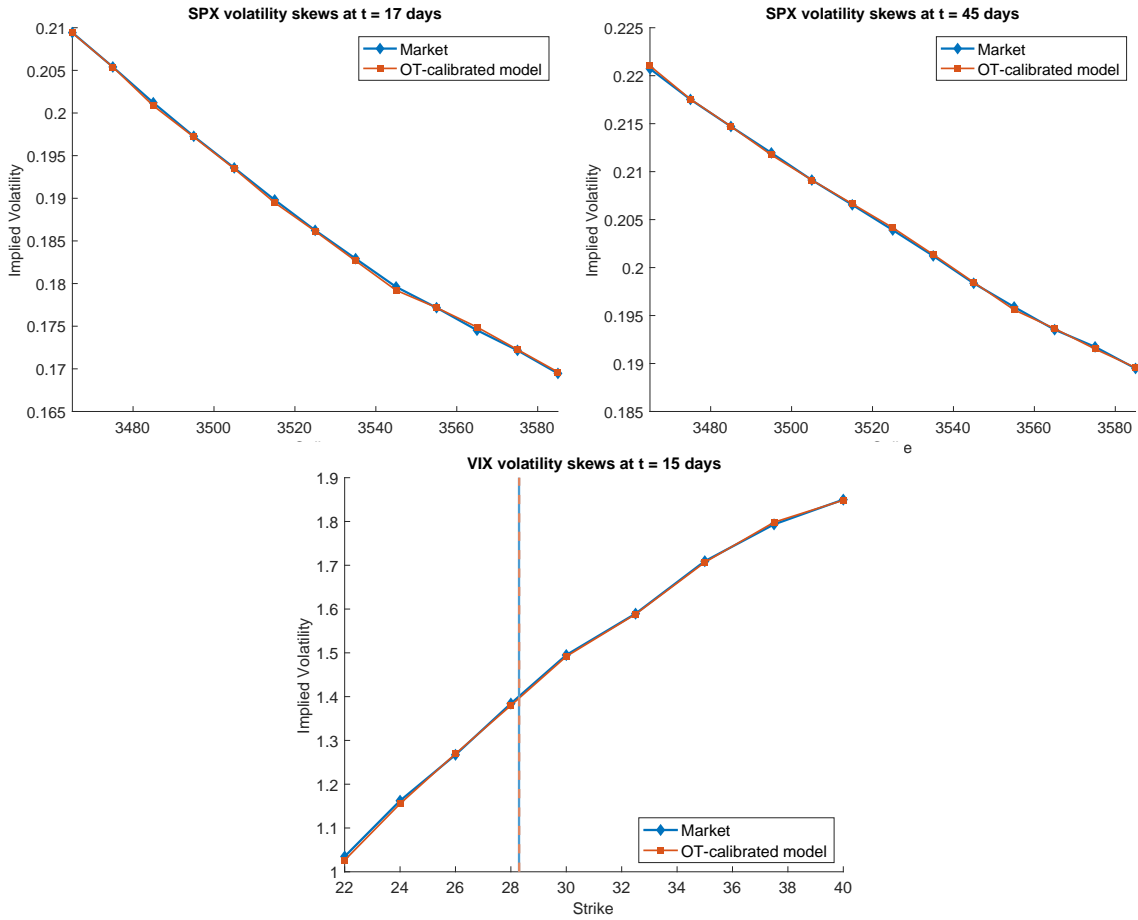 SPX volatility skews at t = 17 days
0.21
0.205
0.2
0.195
0.19
0.185
0.18
0.175
0.17
0.165
Implied Volatility
Market
OT-calibrated model
3480 3500 3520 3540 3560 3580
SPX volatility skews at t = 45 days
0.225
0.22
0.215
0.21
0.205
0.2
0.195
0.19
0.185
Implied Volatility
Market
OT-calibrated model
3480 3500 3520 3540 3560 3580
e
VIX volatility skews at t = 15 days
1.9
1.8
1.7
1.6
1.5
1.4
1.3
1.2
1.1
1
Implied Volatility
Market
OT-calibrated model
22 24 26 28 30 32 34 36 38 40
Strike